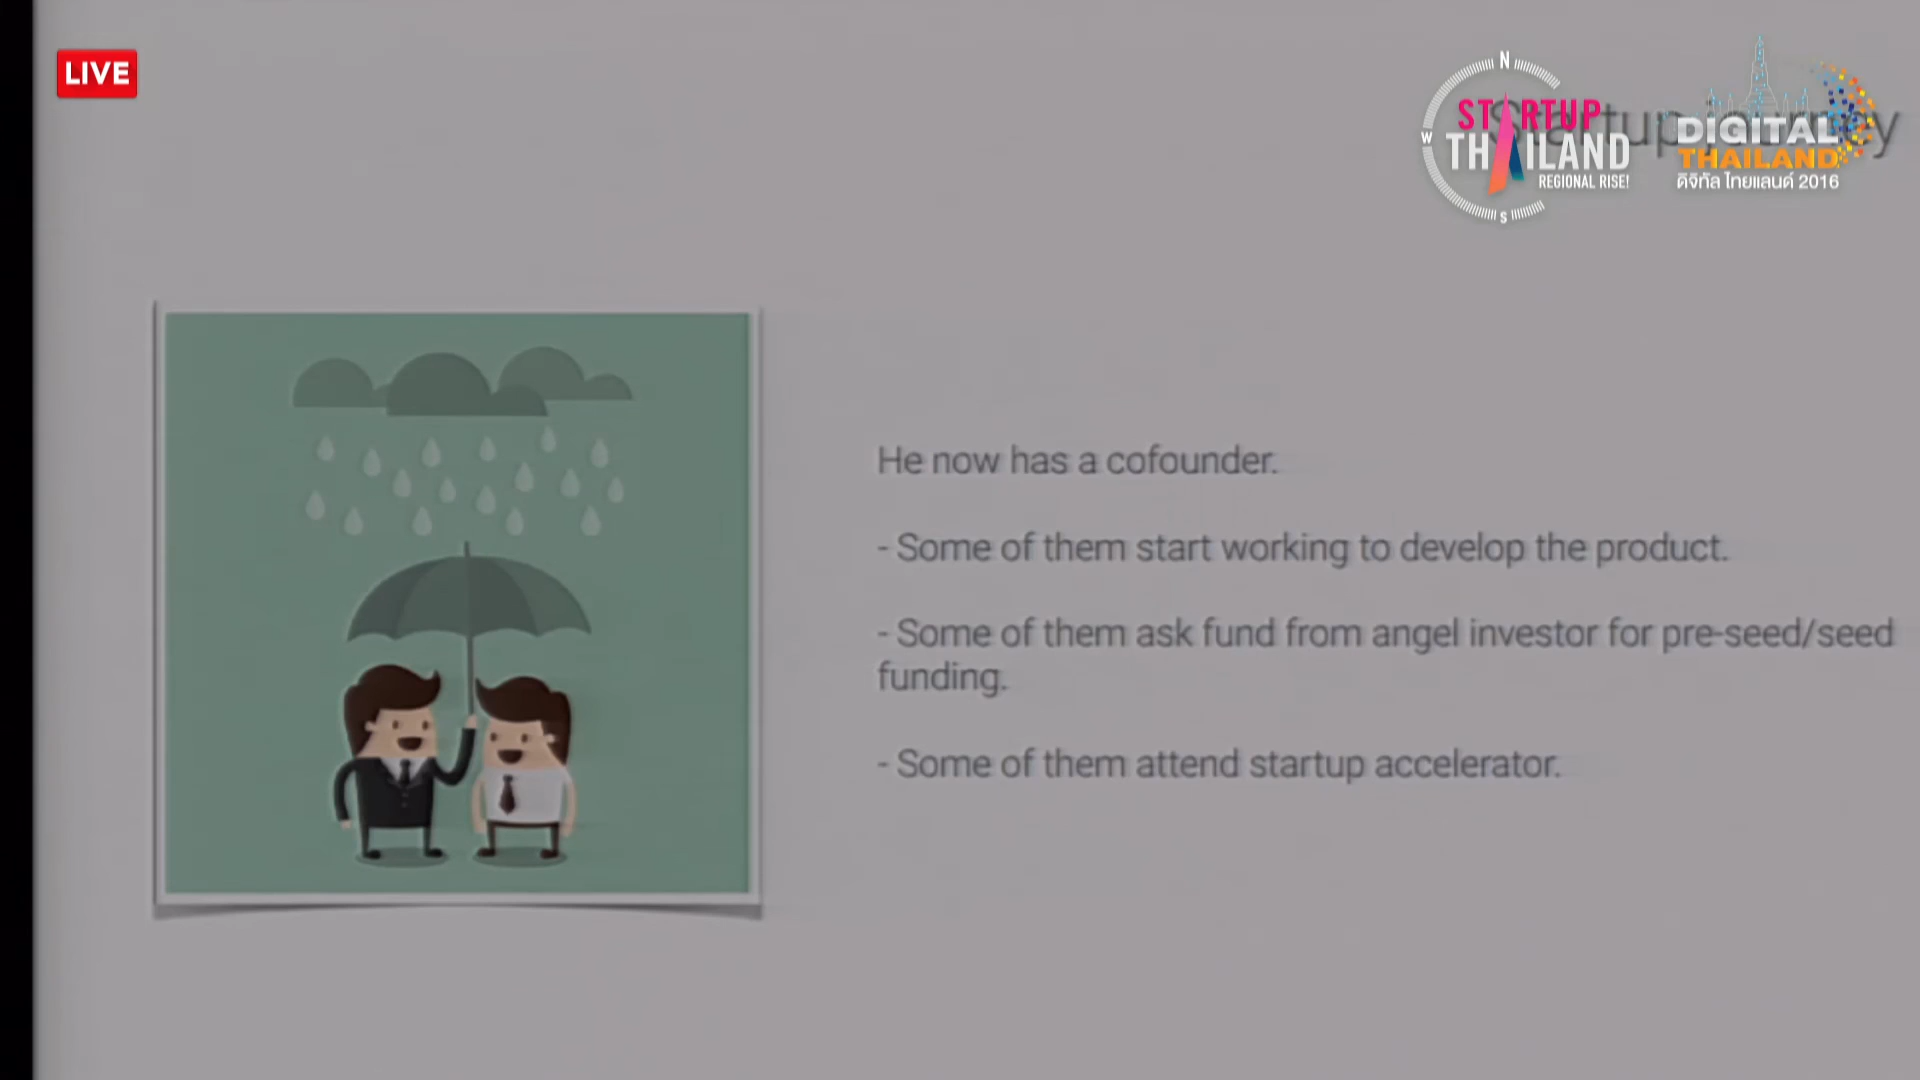 LIVE
N
W
S
STARTUP
THAILAND
REGIONAL RISE!
Startup journey
DIGITAL
THAILAND
ดิจิทัล ไทยแลนด์ 2016
He now has a cofounder.
- Some of them start working to develop the product.
- Some of them ask fund from angel investor for pre-seed/seed
funding.
- Some of them attend startup accelerator.